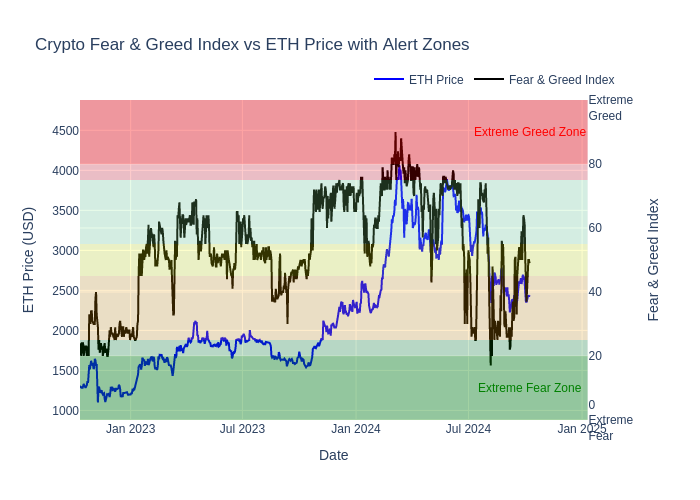 Crypto Fear & Greed Index vs ETH Price with Alert Zones
ETH Price
Fear & Greed Index
Extreme
Greed
Extreme Greed Zone
4500
4000
3500
3000
2500
2000
1500
1000
80
60
40
20
0
Extreme Fear Zone
Extreme
Fear
Jan 2023
Jul 2023
Jan 2024
Jul 2024
Jan 2025
Date
ETH Price (USD)
Fear & Greed Index